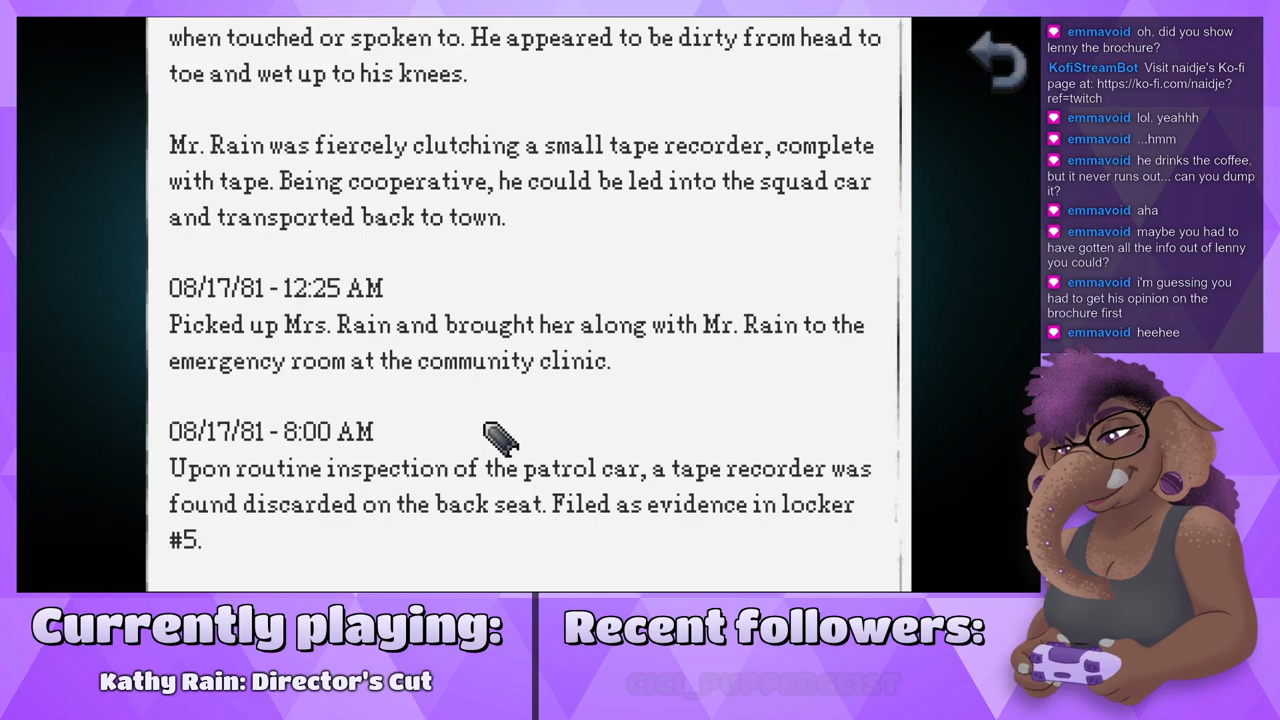 when touched or spoken to. He appeared to be dirty from head to
toe and wet up to his knees.
Mr. Rain was fiercely clutching a small tape recorder, complete
with tape. Being cooperative, he could be led into the squad car
and transported back to town.
08/17/81 - 12:25 AM
Picked up Mrs. Rain and brought her along with Mr. Rain to the
emergency room at the community clinic.
08/17/81 - 8:00 AM
Upon routine inspection of the patrol car, a tape recorder was
found discarded on the back seat. Filed as evidence in locker
#5.
emmavoid oh, did you show
lenny the brochure?
KofiStreamBot Visit naidje's Ko-fi
page at: https://ko-fi.com/naidje?
ref=twitch
emmavoid lol, yeahhh
emmavoid ...hmm
emmavoid he drinks the coffee,
but it never runs out... can you dump
it?
emmavoid aha
emmavoid maybe you had to
have gotten all the info out of lenny
you could?
emmavoid i'm guessing you
had to get his opinion on the
brochure first
emmavoid heehee
Currently playing:
Kathy Rain: Director's Cut
Recent followers: